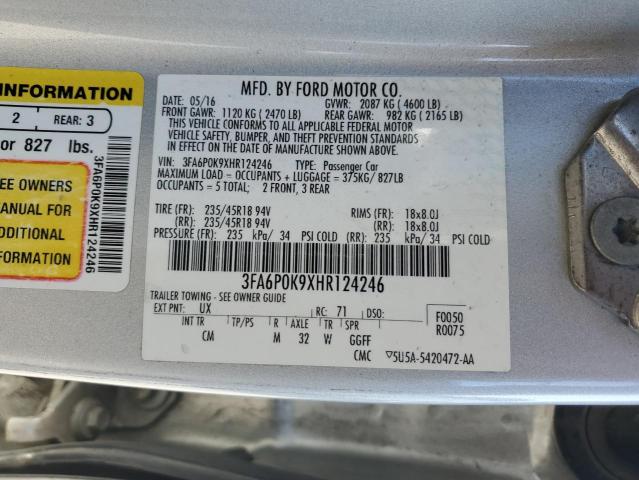 INFORMATION
2 REAR: 3
or 827 lbs.
EE OWNERS
ANUAL FOR
DDITIONAL
FORMATION
3FA6P0K9XHR124246
MFD. BY FORD MOTOR CO.
DATE: 05/16 GVWR: 2087 KG ( 4600 LB)
FRONT GAWR: 1120 KG ( 2470 LB) REAR GAWR: 982 KG ( 2165 LB)
THIS VEHICLE CONFORMS TO ALL APPLICABLE FEDERAL MOTOR
VEHICLE SAFETY, BUMPER, AND THEFT PREVENTION STANDARDS IN
EFFECT ON THE DATE OF MANUFACTURE SHOWN ABOVE.
VIN: 3FA6P0K9XHR124246 TYPE: Passenger Car
MAXIMUM LOAD = OCCUPANTS + LUGGAGE = 375KG/827LB
OCCUPANTS = 5 TOTAL; 2 FRONT, 3 REAR
TIRE (FR): 235/45R18 94V RIMS (FR): 18x8.0J
(RR): 235/45R18 94V (RR): 18x8.0J
PRESSURE (FR): 235 kPa/ 34 PSI COLD (RR): 235 kPa/ 34 PSI COLD
3FA6P0K9XHR124246
TRAILER TOWING - SEE OWNER GUIDE
EXT PNT: UX RC: 71 DSO: F0050
INT TR TP/PS R AXLE TR SPR R0075
CM M 32 W GGFF
CMC ▽5U5A-5420472-AA